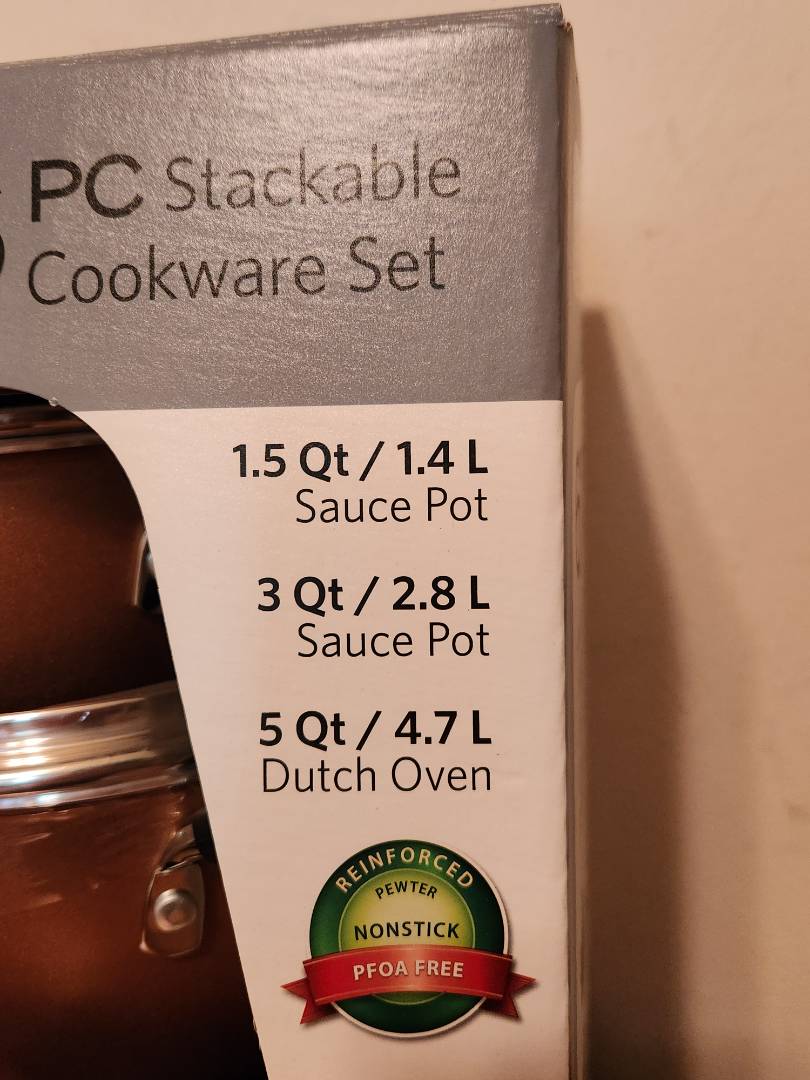 PC Stackable
Cookware Set
1.5 Qt / 1.4 L
Sauce Pot
3 Qt / 2.8 L
Sauce Pot
5 Qt / 4.7 L
Dutch Oven
REINFORCED
PEWTER
NONSTICK
PFOA FREE